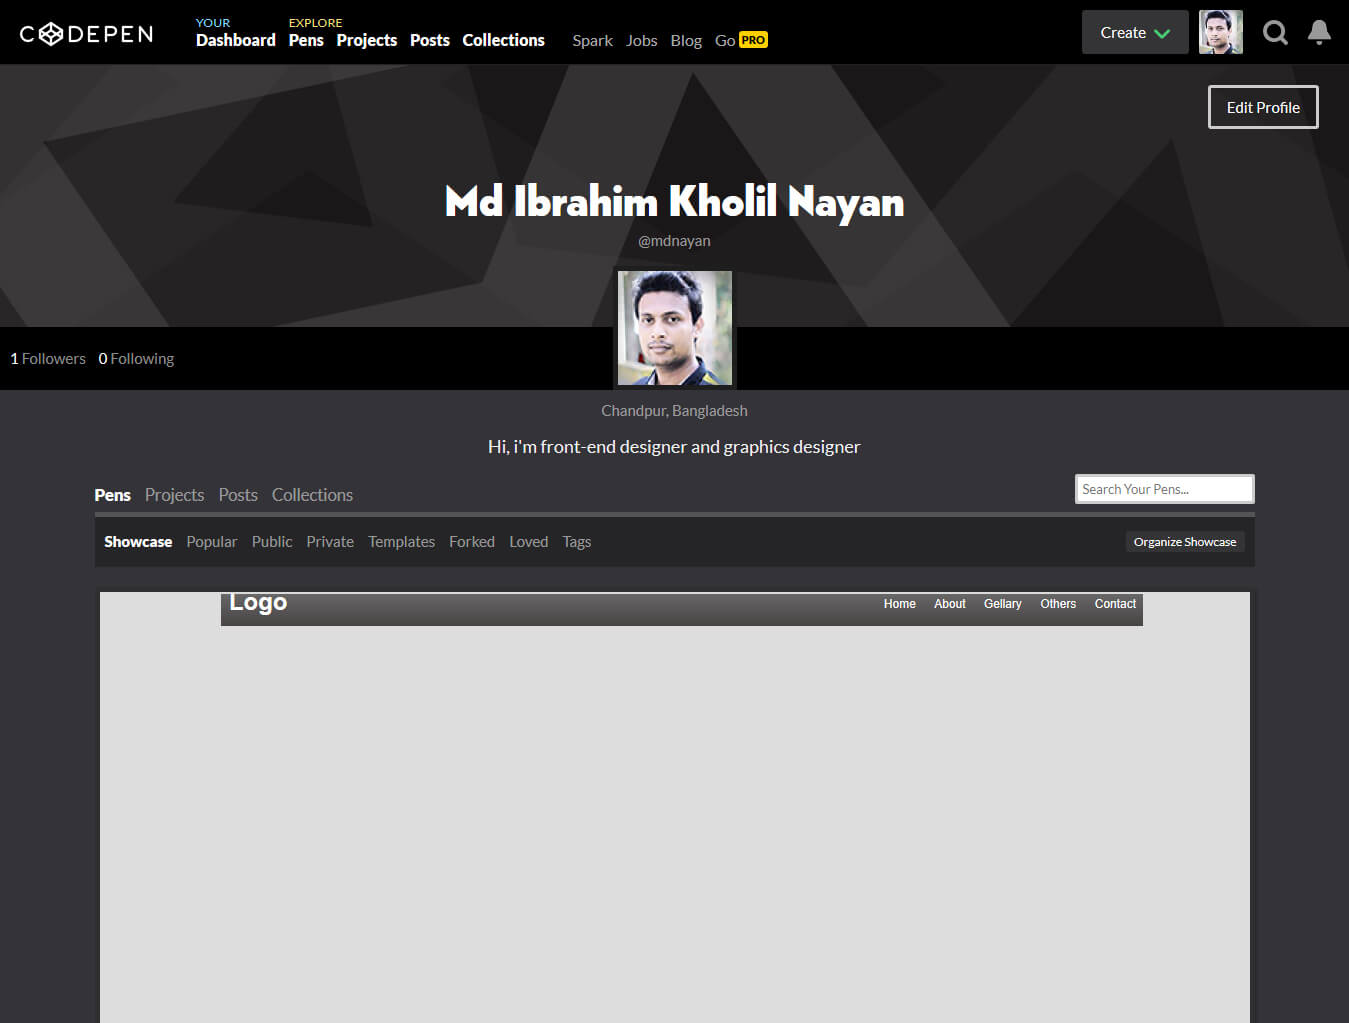 CODEPEN
YOUR
Dashboard
EXPLORE
Pens Projects Posts Collections
Spark Jobs Blog Go PRO
Create
Edit Profile
Md Ibrahim Kholil Nayan
@mdnayan
1 Followers 0 Following
Chandpur, Bangladesh
Hi, i'm front-end designer and graphics designer
Pens Projects Posts Collections
Search Your Pens...
Showcase Popular Public Private Templates Forked Loved Tags
Organize Showcase
Logo
Home About Gellary Others Contact